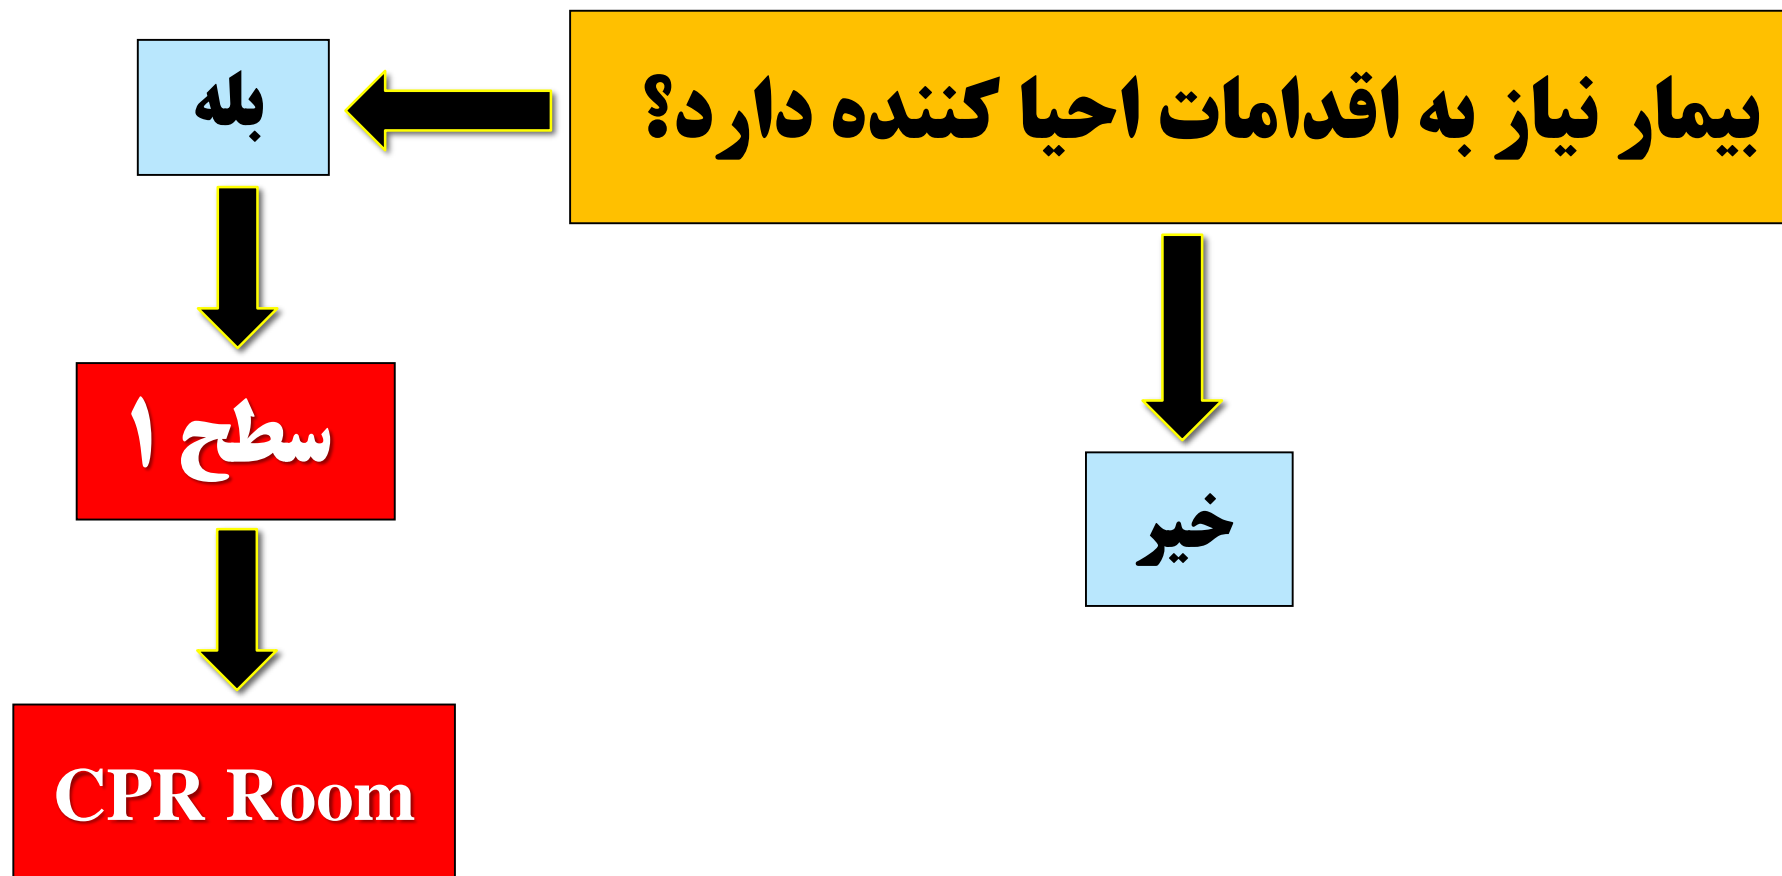 بیمار نیاز به اقدامات احیا کننده دارد؟
بله
سطح ۱
خیر
CPR Room